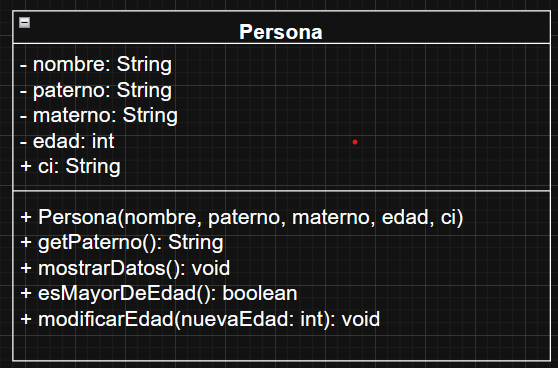 Persona
- nombre: String
- paterno: String
- materno: String
- edad: int
+ ci: String
+ Persona(nombre, paterno, materno, edad, ci)
+ getPaterno(): String
+ mostrarDatos(): void
+ esMayorDeEdad(): boolean
+ modificarEdad(nuevaEdad: int): void